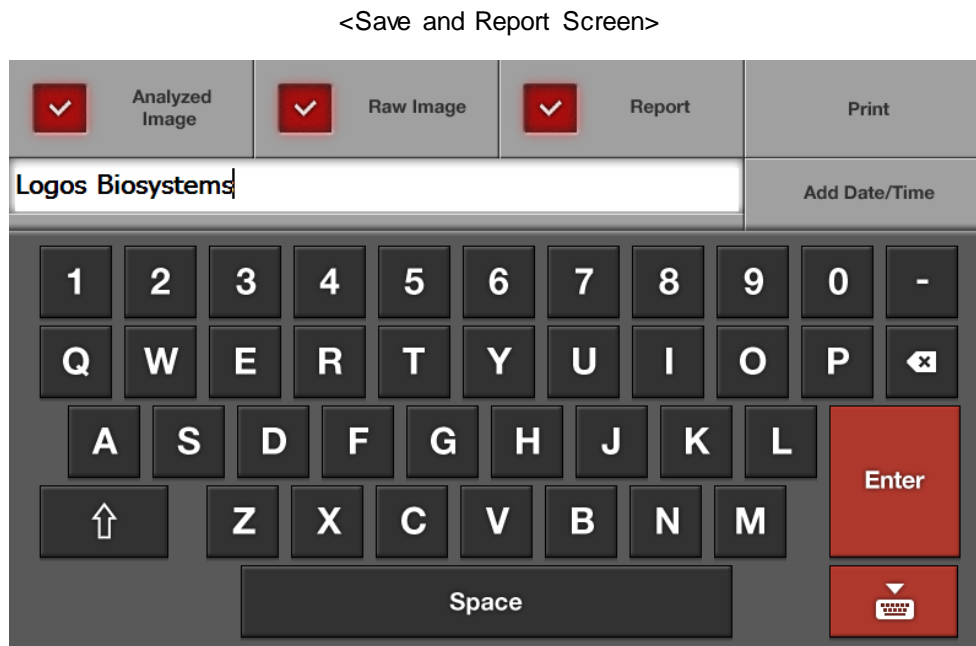 <Save and Report Screen>
Analyzed
Image
Raw Image
Report
Print
Logos Biosystems
Add Date/Time
1 2 3 4 5 6 7 8 9 0 -
Q W E R T Y U I O P
A S D F G H J K L
Enter
Z X C V B N M
Space